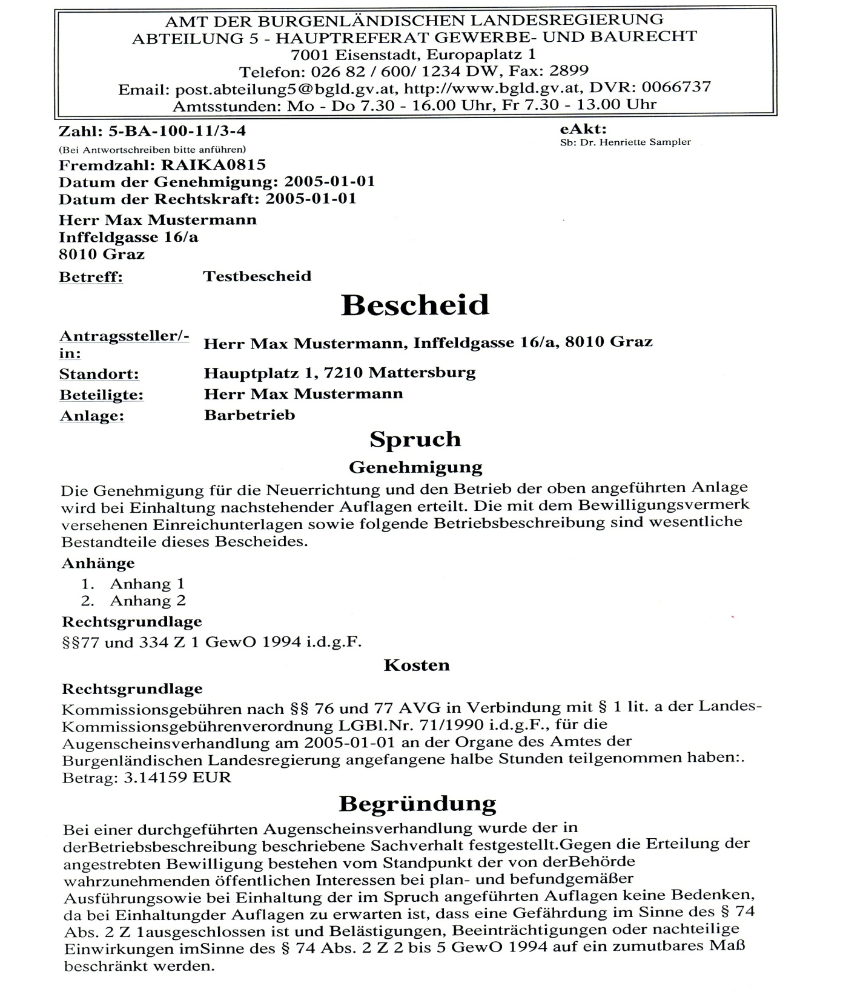 AMT DER BURGENLÄNDISCHEN LANDESREGIERUNG
ABTEILUNG 5 - HAUPTREFERAT GEWERBE- UND BAURECHT
7001 Eisenstadt, Europaplatz 1
Telefon: 026 82 / 600/ 1234 DW, Fax: 2899
Email: post.abteilung5@bgld.gv.at, http://www.bgld.gv.at, DVR: 0066737
Amtsstunden: Mo - Do 7.30 - 16.00 Uhr, Fr 7.30 - 13.00 Uhr
Zahl: 5-BA-100-11/3-4
eAkt:
(Bei Antwortschreiben bitte anführen)
Sb: Dr. Henriette Sampler
Fremdzahl: RAIKA0815
Datum der Genehmigung: 2005-01-01
Datum der Rechtskraft: 2005-01-01
Herr Max Mustermann
Inffeldgasse 16/a
8010 Graz
Betreff: Testbescheid
Bescheid
Antragssteller/-
in: Herr Max Mustermann, Inffeldgasse 16/a, 8010 Graz
Standort: Hauptplatz 1, 7210 Mattersburg
Beteiligte: Herr Max Mustermann
Anlage: Barbetrieb
Spruch
Genehmigung
Die Genehmigung für die Neuerrichtung und den Betrieb der oben angeführten Anlage
wird bei Einhaltung nachstehender Auflagen erteilt. Die mit dem Bewilligungsvermerk
versehenen Einreichunterlagen sowie folgende Betriebsbeschreibung sind wesentliche
Bestandteile dieses Bescheides.
Anhänge
1. Anhang 1
2. Anhang 2
Rechtsgrundlage
§§77 und 334 Z 1 GewO 1994 i.d.g.F.
Kosten
Rechtsgrundlage
Kommissionsgebühren nach §§ 76 und 77 AVG in Verbindung mit § 1 lit. a der Landes-
Kommissionsgebührenverordnung LGBl.Nr. 71/1990 i.d.g.F., für die
Augenscheinsverhandlung am 2005-01-01 an der Organe des Amtes der
Burgenländischen Landesregierung angefangene halbe Stunden teilgenommen haben:.
Betrag: 3.14159 EUR
Begründung
Bei einer durchgeführten Augenscheinsverhandlung wurde der in
derBetriebsbeschreibung beschriebene Sachverhalt festgestellt.Gegen die Erteilung der
angestrebten Bewilligung bestehen vom Standpunkt der von derBehörde
wahrzunehmenden öffentlichen Interessen bei plan- und befundgemäßer
Ausführungsowie bei Einhaltung der im Spruch angeführten Auflagen keine Bedenken,
da bei Einhaltungder Auflagen zu erwarten ist, dass eine Gefährdung im Sinne des § 74
Abs. 2 Z 1ausgeschlossen ist und Belästigungen, Beeinträchtigungen oder nachteilige
Einwirkungen imSinne des § 74 Abs. 2 Z 2 bis 5 GewO 1994 auf ein zumutbares Maß
beschränkt werden.